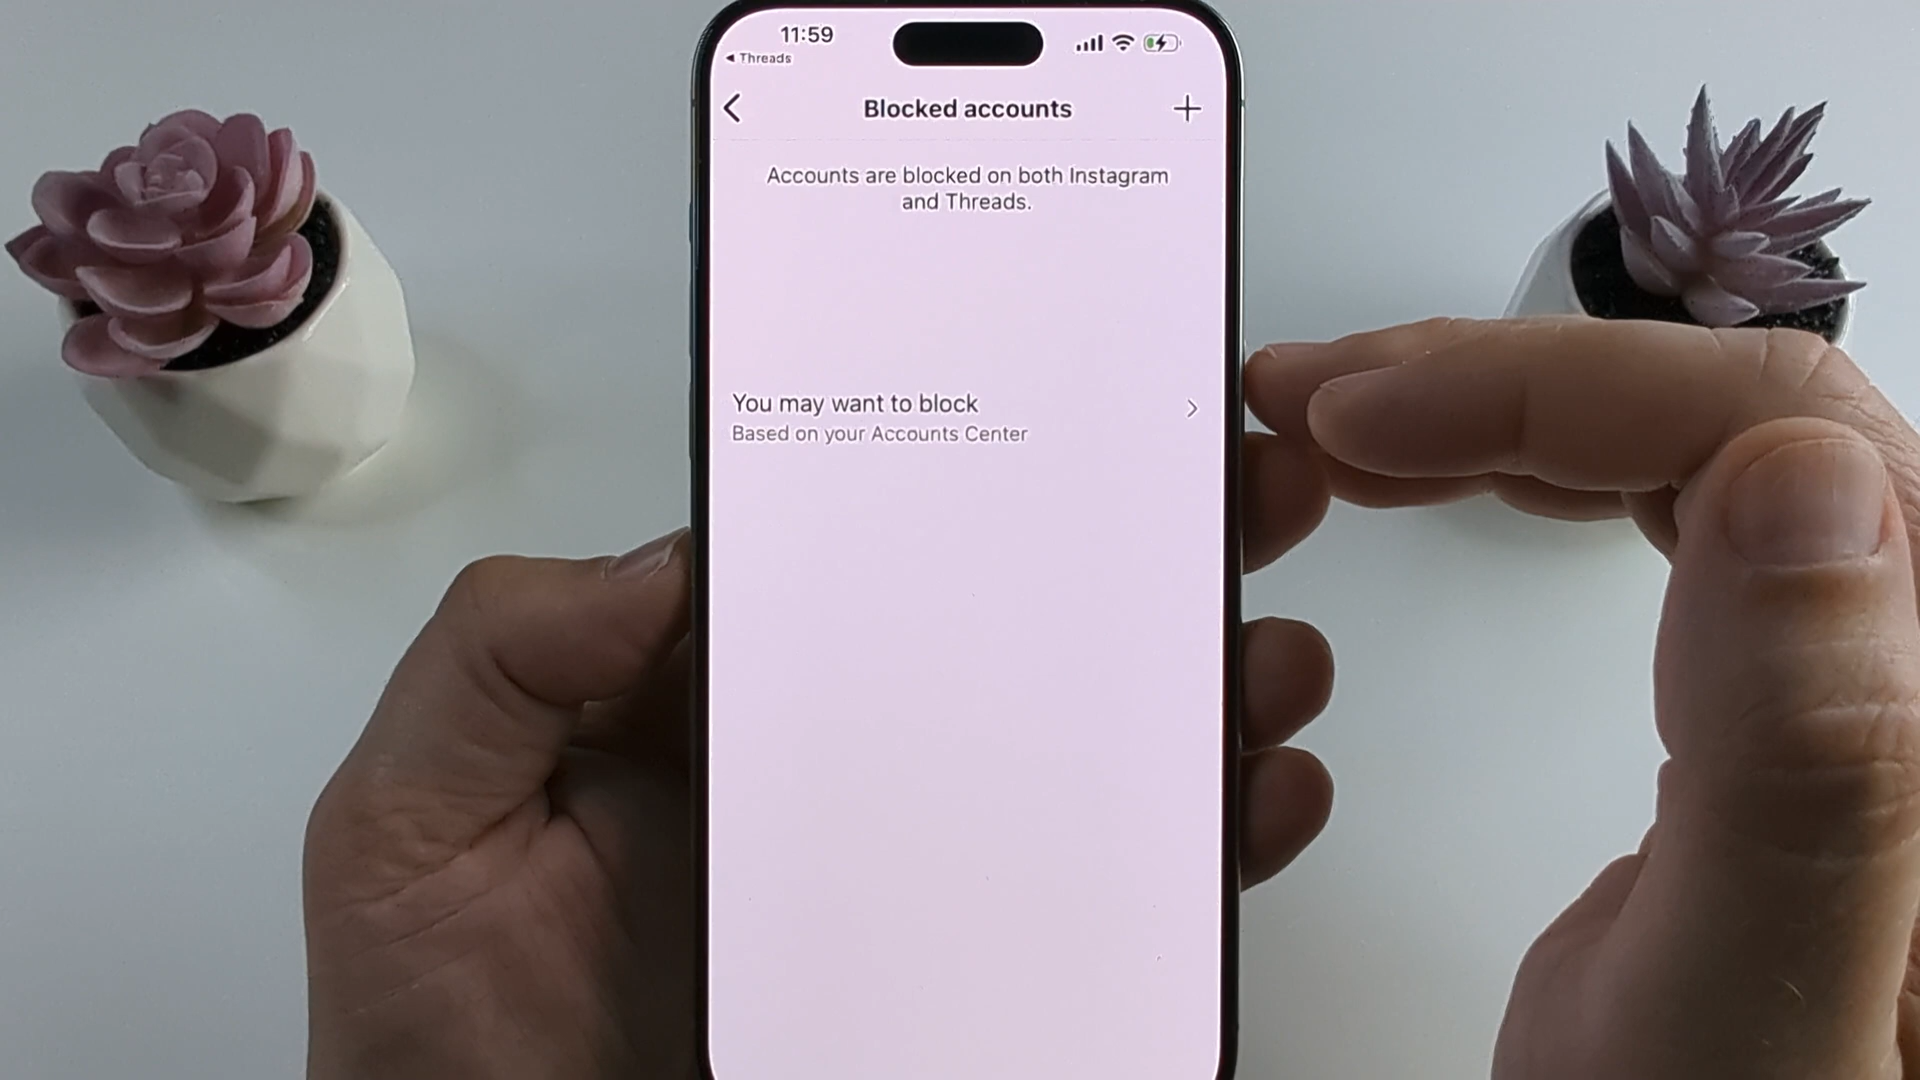 11:59
◄ Threads
Blocked accounts
Accounts are blocked on both Instagram
and Threads.
You may want to block
Based on your Accounts Center